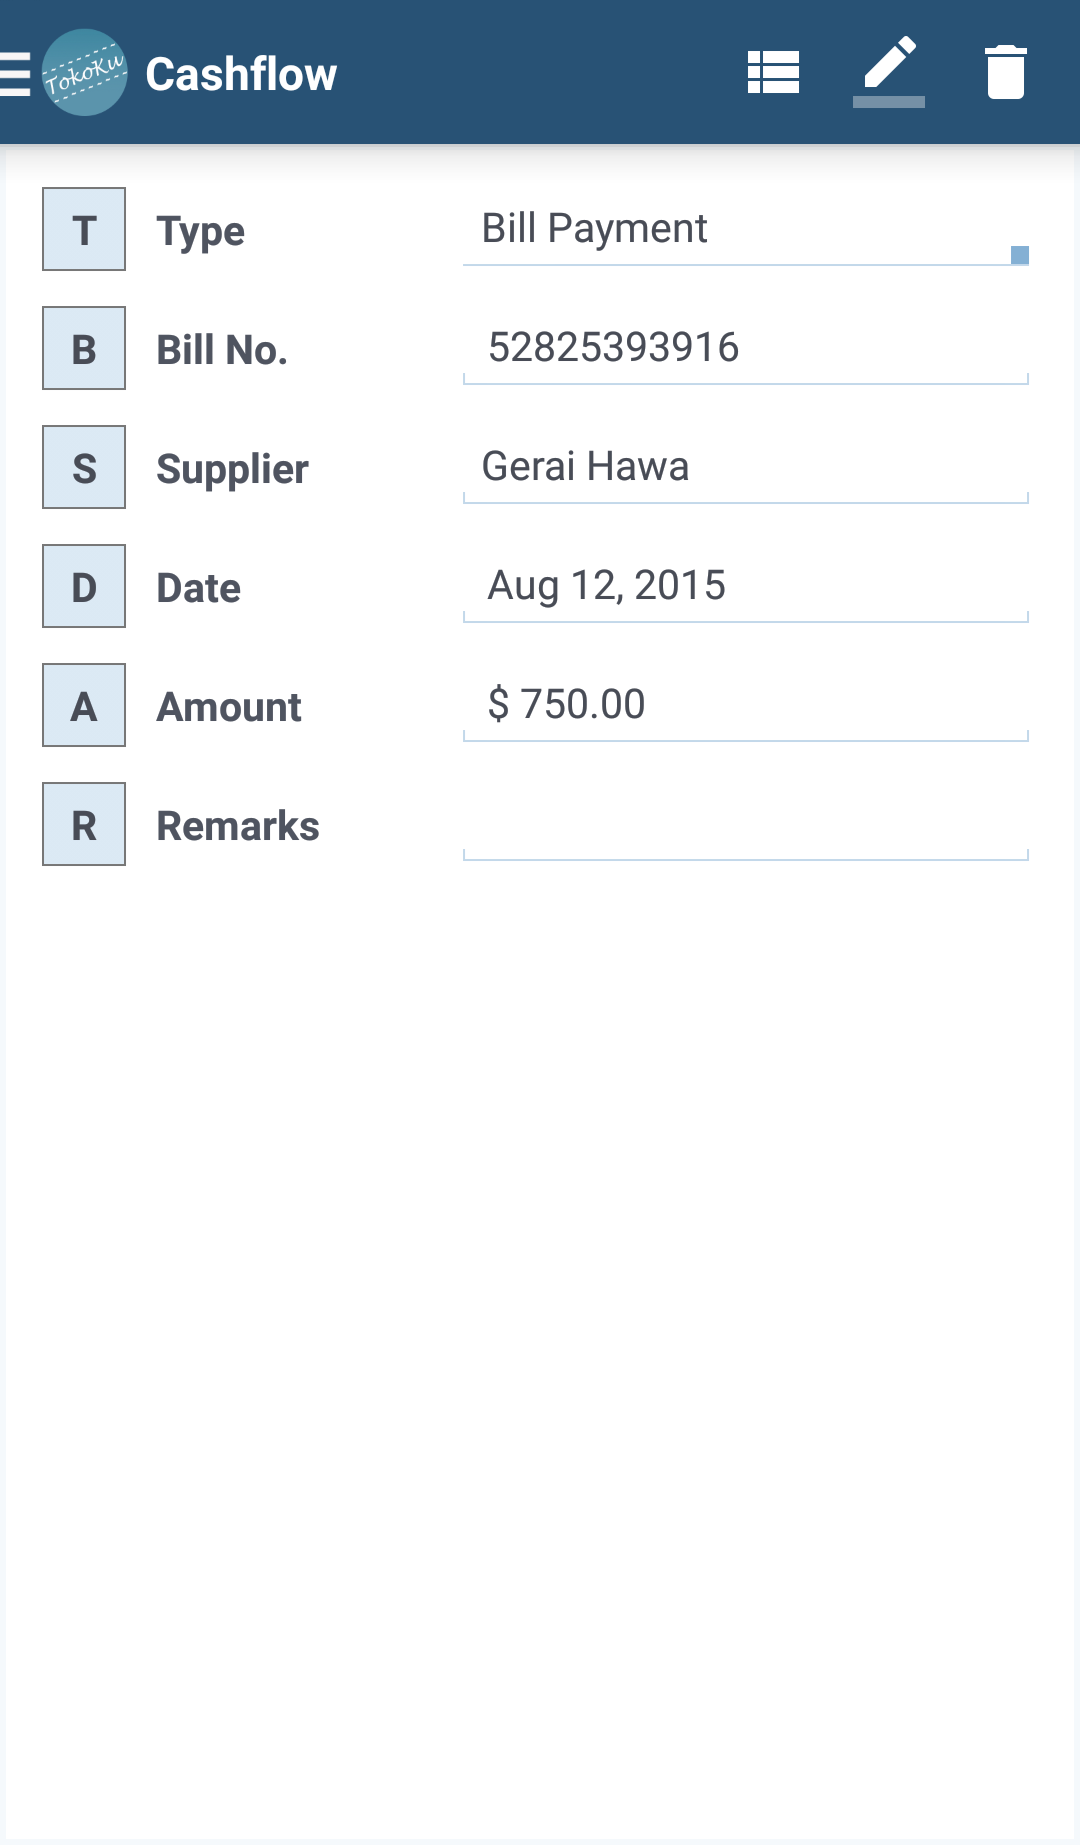 TokoKu Cashflow
T Type Bill Payment
B Bill No. 52825393916
S Supplier Gerai Hawa
D Date Aug 12, 2015
A Amount $ 750.00
R Remarks